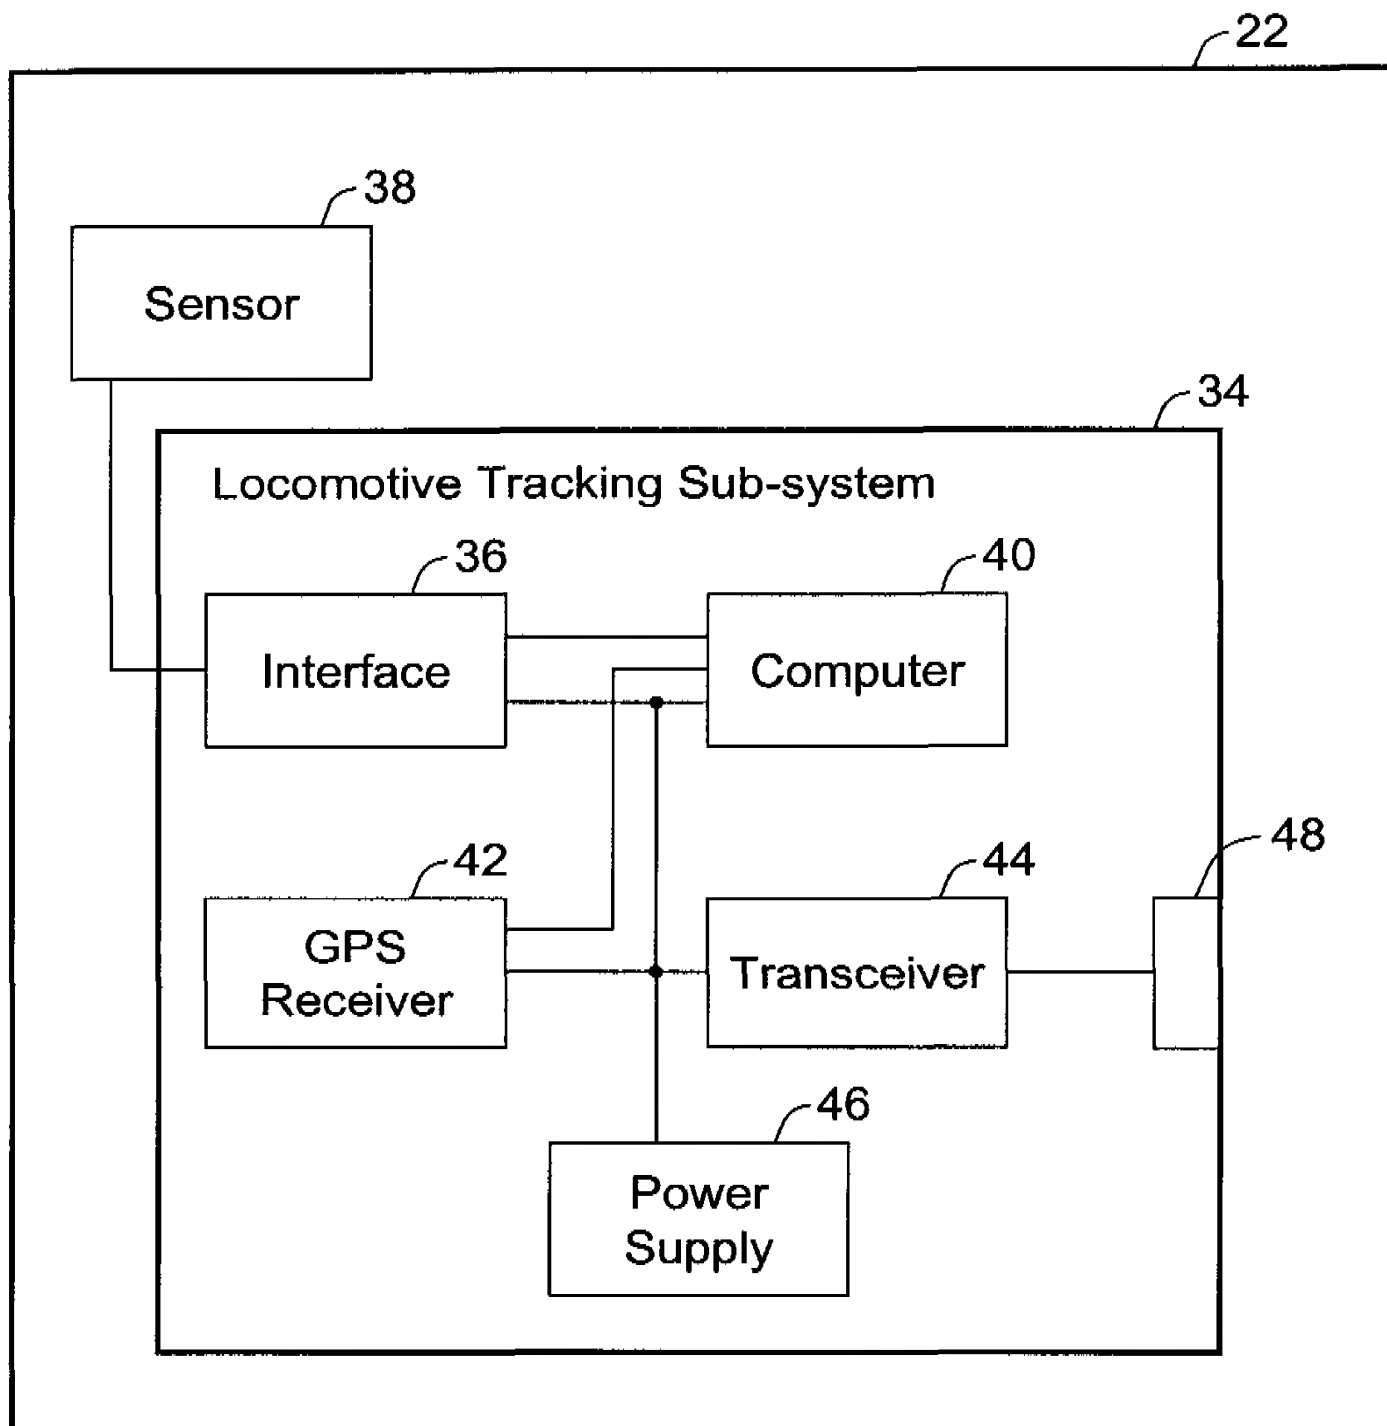 22
38
Sensor
34
Locomotive Tracking Sub-system
36
40
Interface
Computer
42
44
48
GPS
Receiver
Transceiver
46
Power
Supply